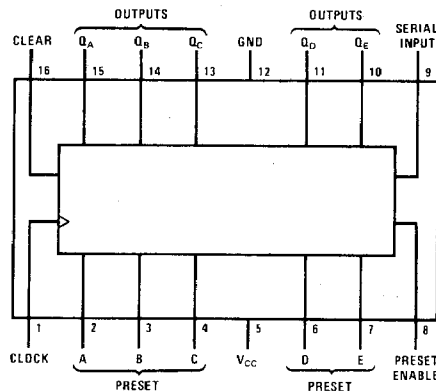 OUTPUTS OUTPUTS
CLEAR QA QB QC GND QD QE SERIAL INPUT
16 15 14 13 12 11 10 9
1 2 3 4 5 6 7 8
CLOCK A B C VCC D E PRESET ENABLE
PRESET PRESET